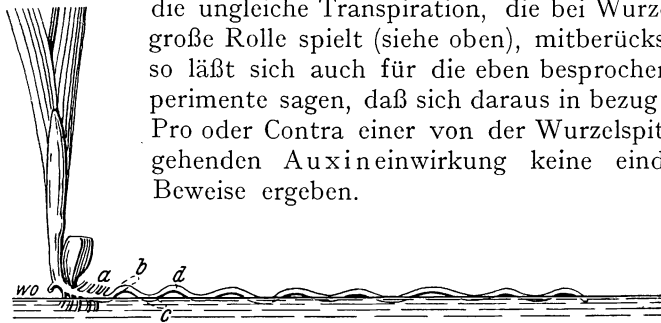 die ungleiche Transpiration, die bei Wurze
große Rolle spielt (siehe oben), mitberücks
so läßt sich auch für die eben besprochen
perimente sagen, daß sich daraus in bezug
Pro oder Contra einer von der Wurzelspit
gehenden Auxineinwirkung keine eind
Beweise ergeben.
wo a b d
c